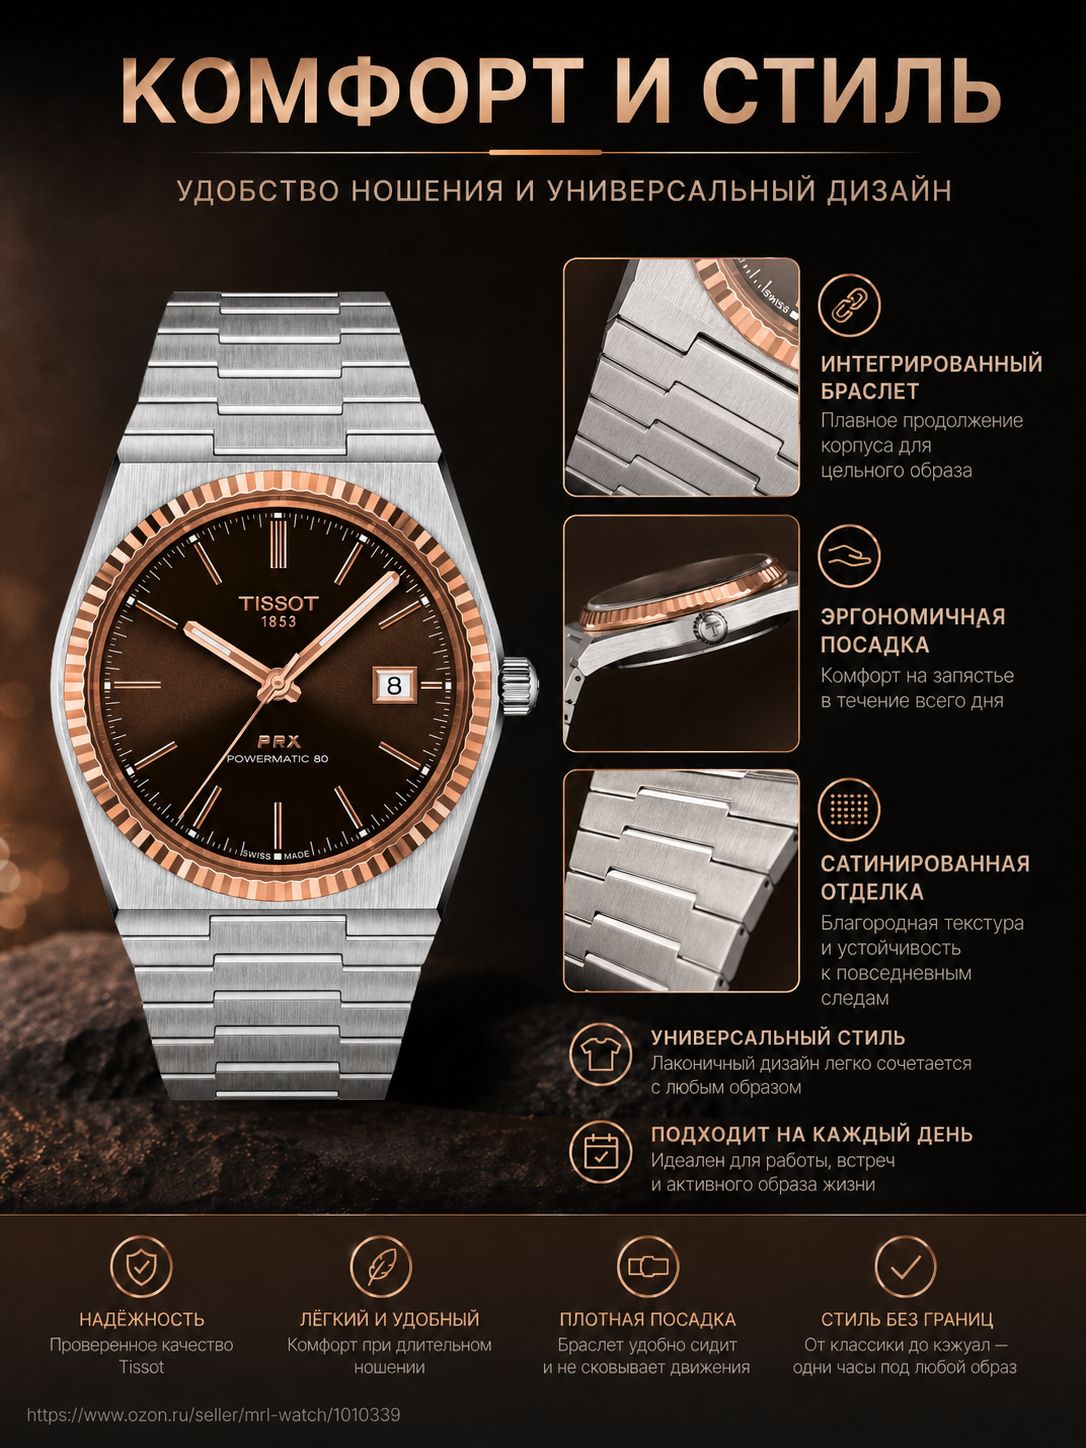 КОМФОРТ И СТИЛЬ
УДОБСТВО НОШЕНИЯ И УНИВЕРСАЛЬНЫЙ ДИЗАЙН
TISSOT
1853
8
PRX
POWERMATIC 80
SWISS MADE
SWISS
T
ИНТЕГРИРОВАННЫЙ
БРАСЛЕТ
Плавное продолжение
корпуса для
цельного образа
ЭРГОНОМИЧНАЯ
ПОСАДКА
Комфорт на запястье
в течение всего дня
САТИНИРОВАННАЯ
ОТДЕЛКА
Благородная текстура
и устойчивость
к повседневным
следам
УНИВЕРСАЛЬНЫЙ СТИЛЬ
Лаконичный дизайн легко сочетается
с любым образом
ПОДХОДИТ НА КАЖДЫЙ ДЕНЬ
Идеален для работы, встреч
и активного образа жизни
НАДЁЖНОСТЬ
Проверенное качество
Tissot
ЛЁГКИЙ И УДОБНЫЙ
Комфорт при длительном
ношении
ПЛОТНАЯ ПОСАДКА
Браслет удобно сидит
и не сковывает движения
СТИЛЬ БЕЗ ГРАНИЦ
От классики до кэжуал —
одни часы под любой образ
https://www.ozon.ru/seller/mrl-watch/1010339